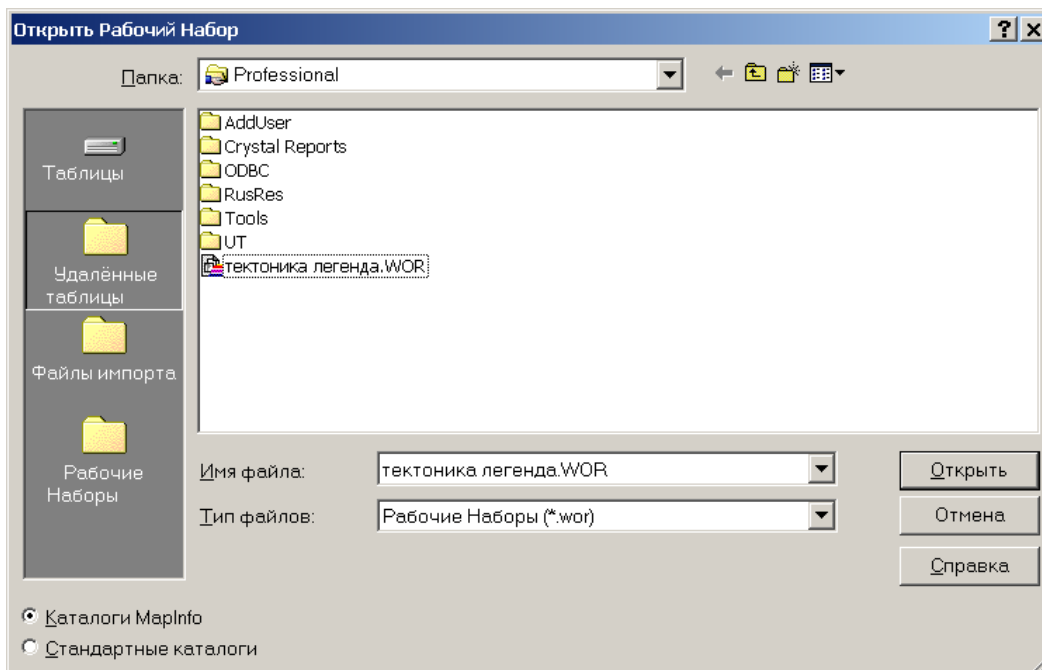 Открыть Рабочий Набор
Папка: Professional
Таблицы
Удалённые
таблицы
Файлы импорта
Рабочие
Наборы
AddUser
Crystal Reports
ODBC
RusRes
Tools
UT
тектоника легенда.WOR
Имя файла: тектоника легенда.WOR Открыть
Тип файлов: Рабочие Наборы (*.wor) Отмена
Справка
Каталоги MapInfo
Стандартные каталоги